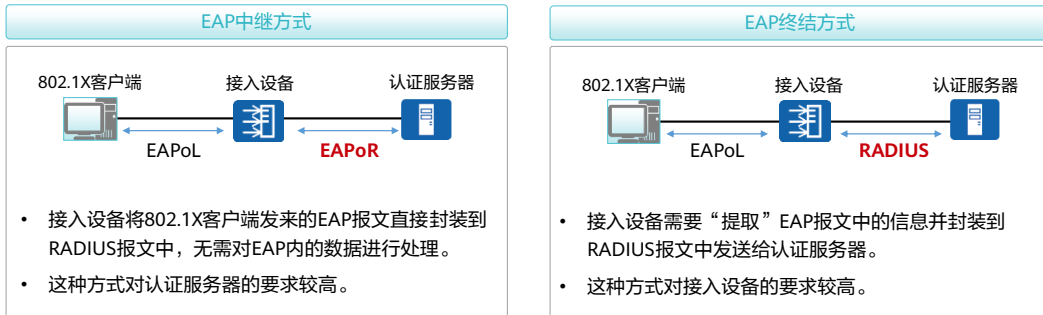 EAP中继方式
802.1X客户端
接入设备
认证服务器
EAPoL
EAPoR
• 接入设备将802.1X客户端发来的EAP报文直接封装到
RADIUS报文中，无需对EAP内的数据进行处理。
• 这种方式对认证服务器的要求较高。
EAP终结方式
802.1X客户端
接入设备
认证服务器
EAPoL
RADIUS
• 接入设备需要“提取”EAP报文中的信息并封装到
RADIUS报文中发送给认证服务器。
• 这种方式对接入设备的要求较高。